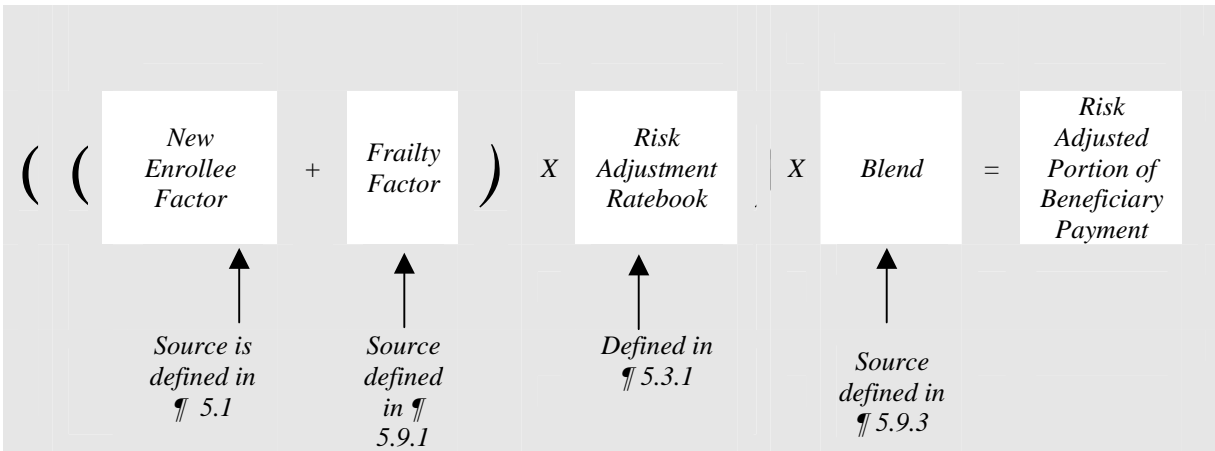 ( ( New Enrollee Factor + Frailty Factor ) X Risk Adjustment Ratebook ) X Blend = Risk Adjusted Portion of Beneficiary Payment
Source is
defined in
¶ 5.1
Source
defined
in ¶
5.9.1
Defined in
¶ 5.3.1
Source
defined in
¶ 5.9.3